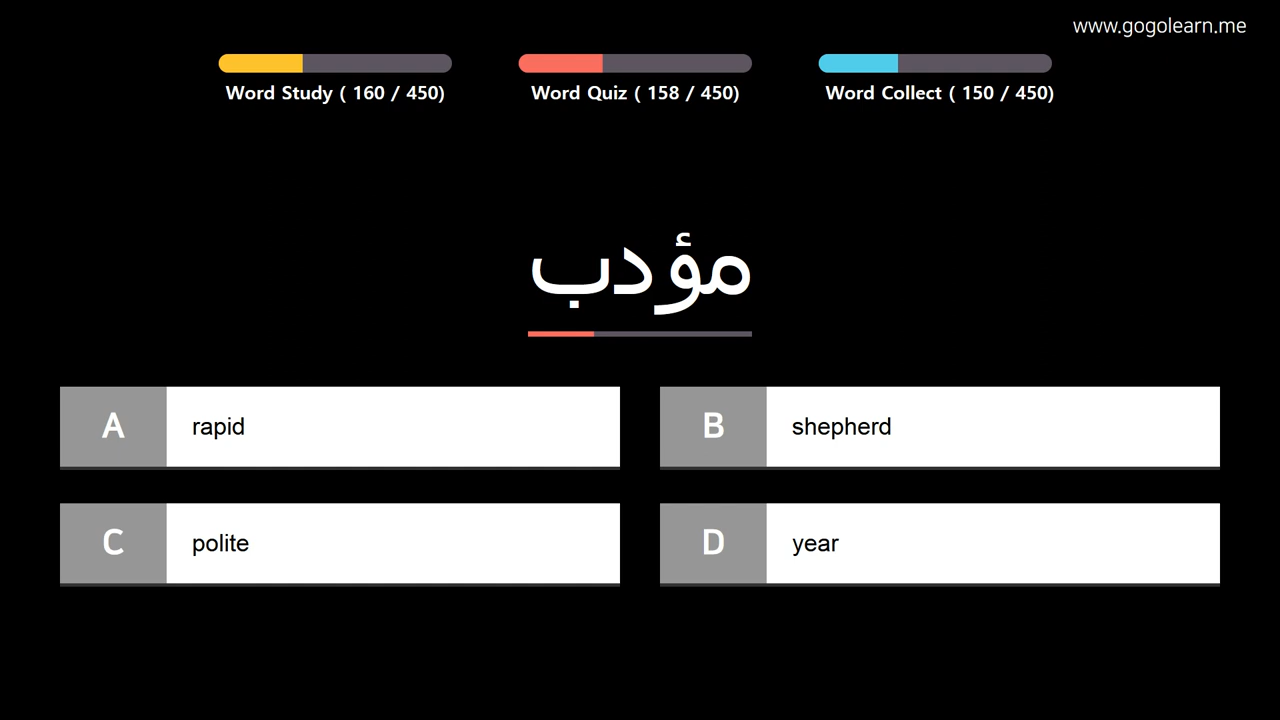 www.gogolearn.me
Word Study ( 160 / 450)
Word Quiz ( 158 / 450)
Word Collect ( 150 / 450)
مؤدب
A rapid
B shepherd
C polite
D year